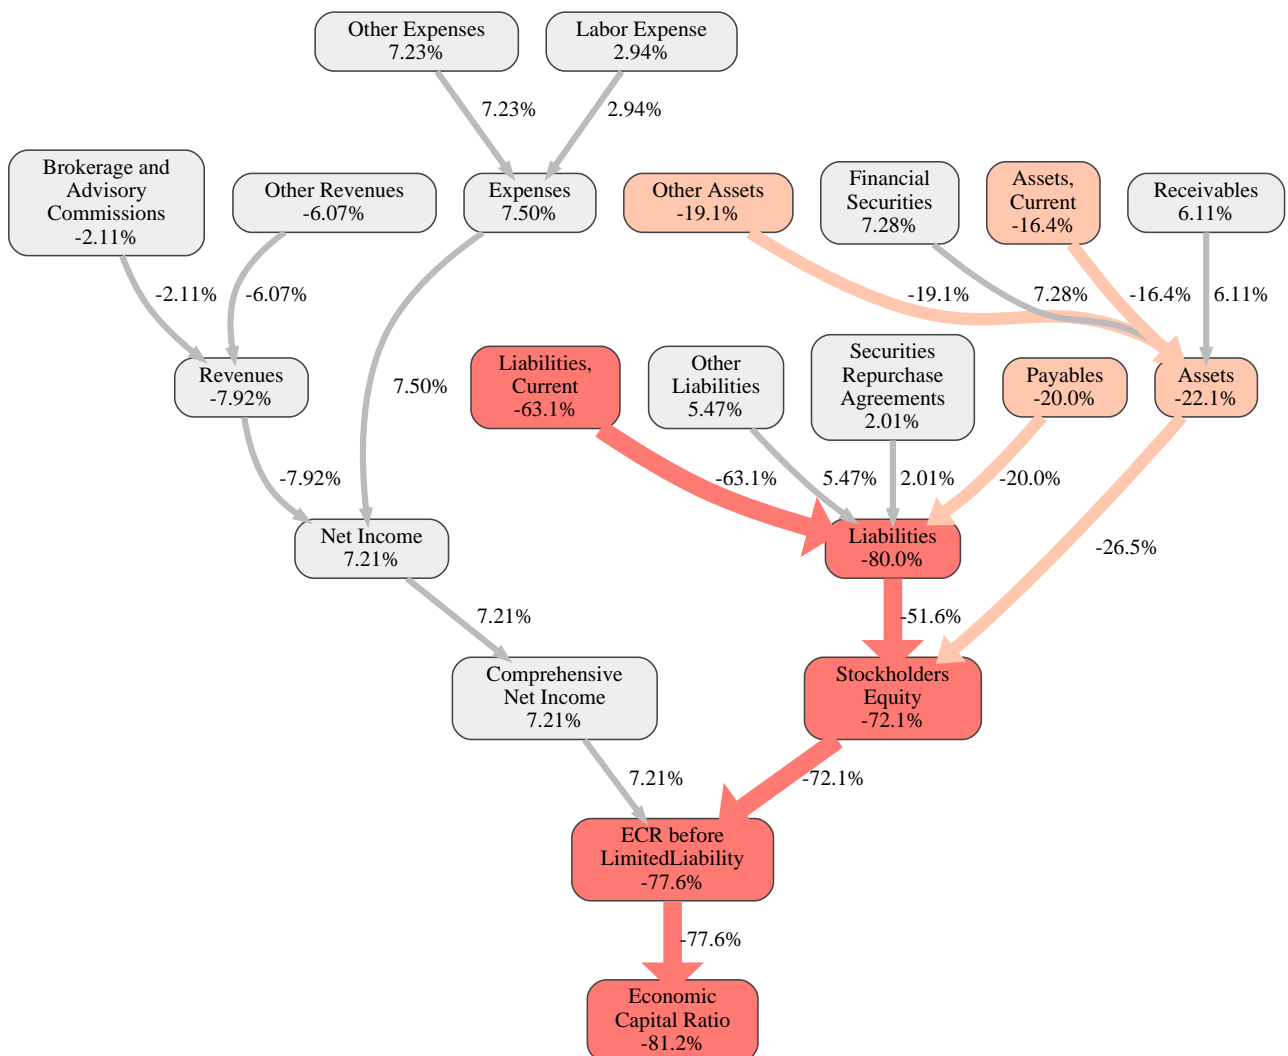 Other Expenses
7.23%
Labor Expense
2.94%
7.23%
2.94%
Brokerage and
Advisory
Commissions
-2.11%
Other Revenues
-6.07%
Expenses
7.50%
Other Assets
-19.1%
Financial
Securities
7.28%
Assets,
Current
-16.4%
Receivables
6.11%
-2.11%
-6.07%
-19.1%
7.28%
-16.4%
6.11%
Revenues
-7.92%
7.50%
Liabilities,
Current
-63.1%
Other
Liabilities
5.47%
Securities
Repurchase
Agreements
2.01%
Payables
-20.0%
Assets
-22.1%
-7.92%
-63.1%
5.47%
2.01%
-20.0%
-26.5%
Net Income
7.21%
Liabilities
-80.0%
7.21%
-51.6%
Comprehensive
Net Income
7.21%
Stockholders
Equity
-72.1%
7.21%
-72.1%
ECR before
LimitedLiability
-77.6%
-77.6%
Economic
Capital Ratio
-81.2%